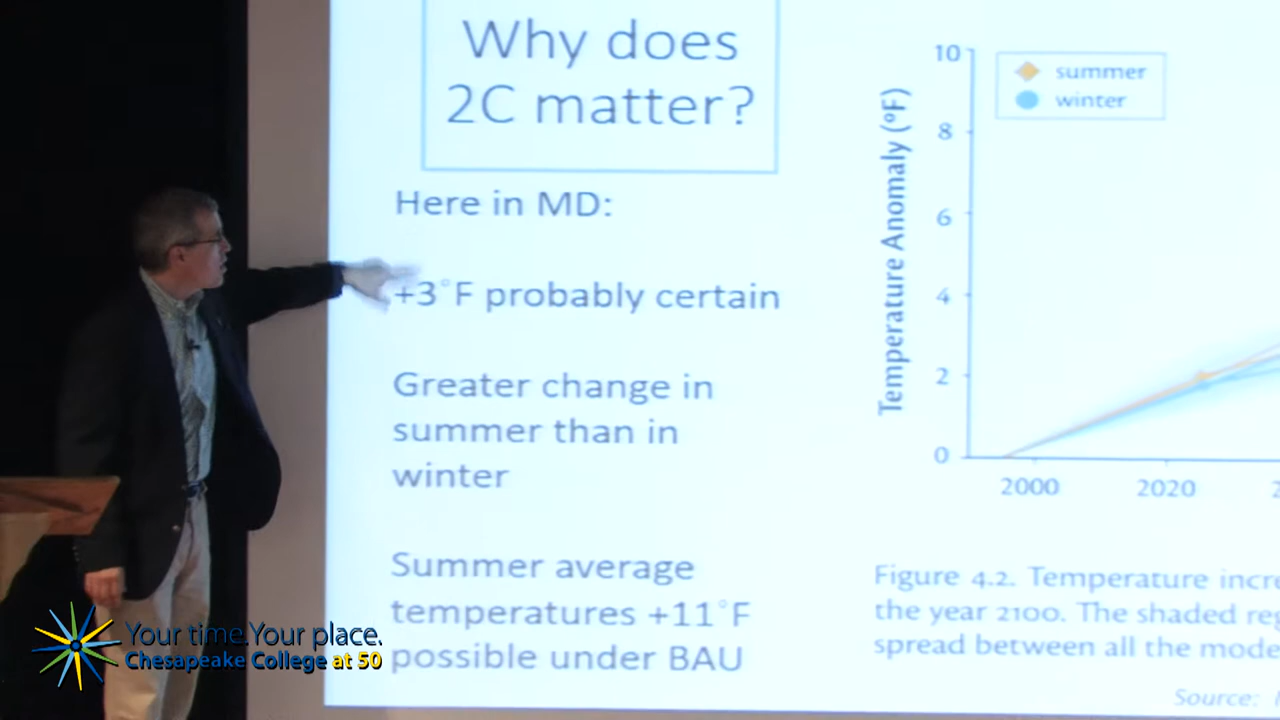 Why does
2C matter?
Here in MD:
+3°F probably certain
Greater change in
summer than in
winter
Summer average
temperatures +11°F
possible under BAU
10
summer
winter
8
6
4
2
0
Temperature Anomaly (°F)
2000
2020
2
Figure 4.2. Temperature incre
the year 2100. The shaded reg
spread between all the mode
Source:
Your time. Your place.
Chesapeake College at 50